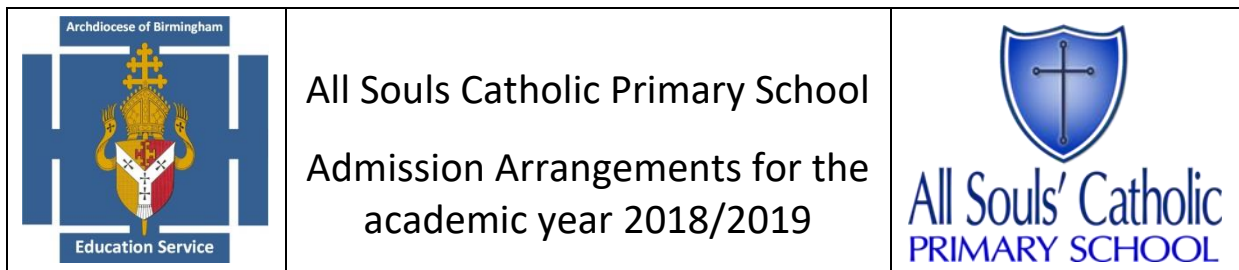 Archdiocese of Birmingham
Education Service
All Souls Catholic Primary School
Admission Arrangements for the
academic year 2018/2019
All Souls' Catholic
PRIMARY SCHOOL